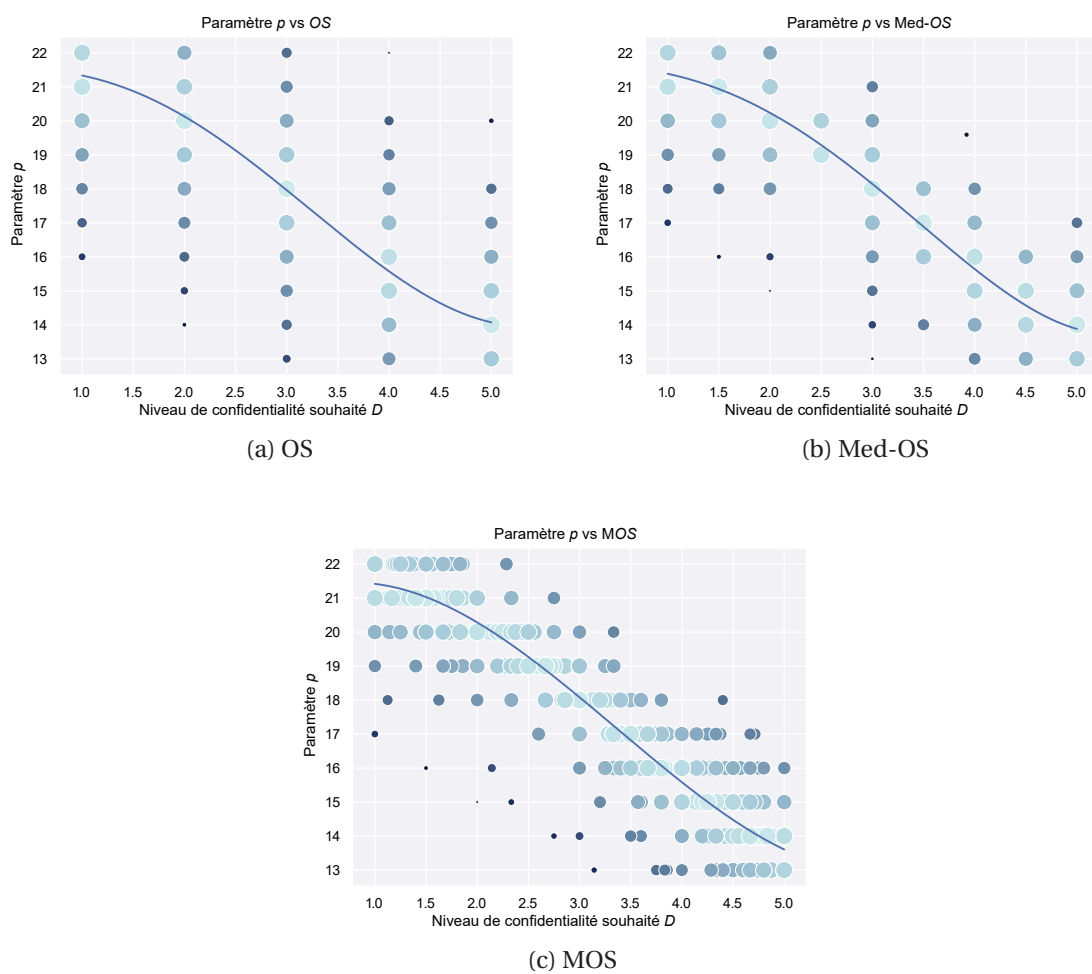 Paramètre p vs OS
22
21
20
19
18
17
16
15
14
13
Paramètre p
1.0 1.5 2.0 2.5 3.0 3.5 4.0 4.5 5.0
Niveau de confidentialité souhaité D
(a) OS
Paramètre p vs Med-OS
22
21
20
19
18
17
16
15
14
13
Paramètre p
1.0 1.5 2.0 2.5 3.0 3.5 4.0 4.5 5.0
Niveau de confidentialité souhaité D
(b) Med-OS
Paramètre p vs MOS
22
21
20
19
18
17
16
15
14
13
Paramètre p
1.0 1.5 2.0 2.5 3.0 3.5 4.0 4.5 5.0
Niveau de confidentialité souhaité D
(c) MOS